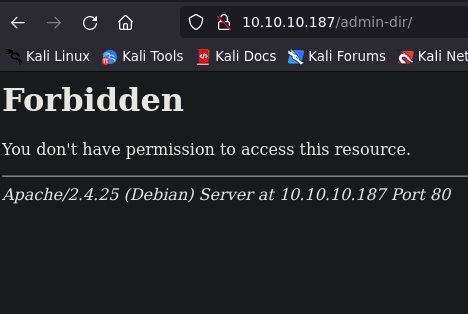 10.10.10.187/admin-dir/
Kali Linux Kali Tools Kali Docs Kali Forums Kali Net
Forbidden
You don't have permission to access this resource.
Apache/2.4.25 (Debian) Server at 10.10.10.187 Port 80